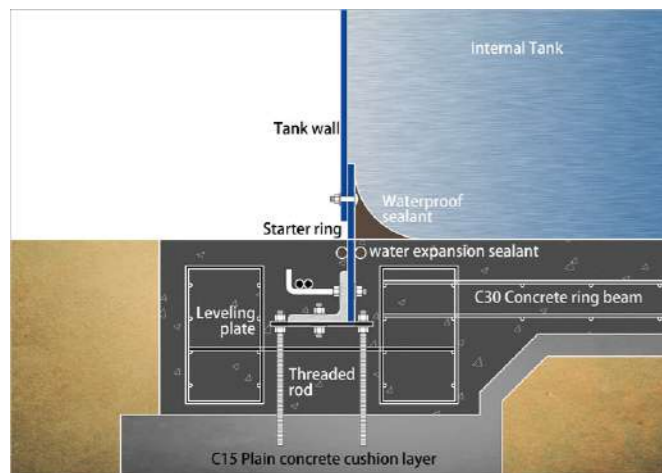 Internal Tank
Tank wall
Waterproof
sealant
Starter ring
water expansion sealant
C30 Concrete ring beam
Leveling
plate
Threaded
rod
C15 Plain concrete cushion layer